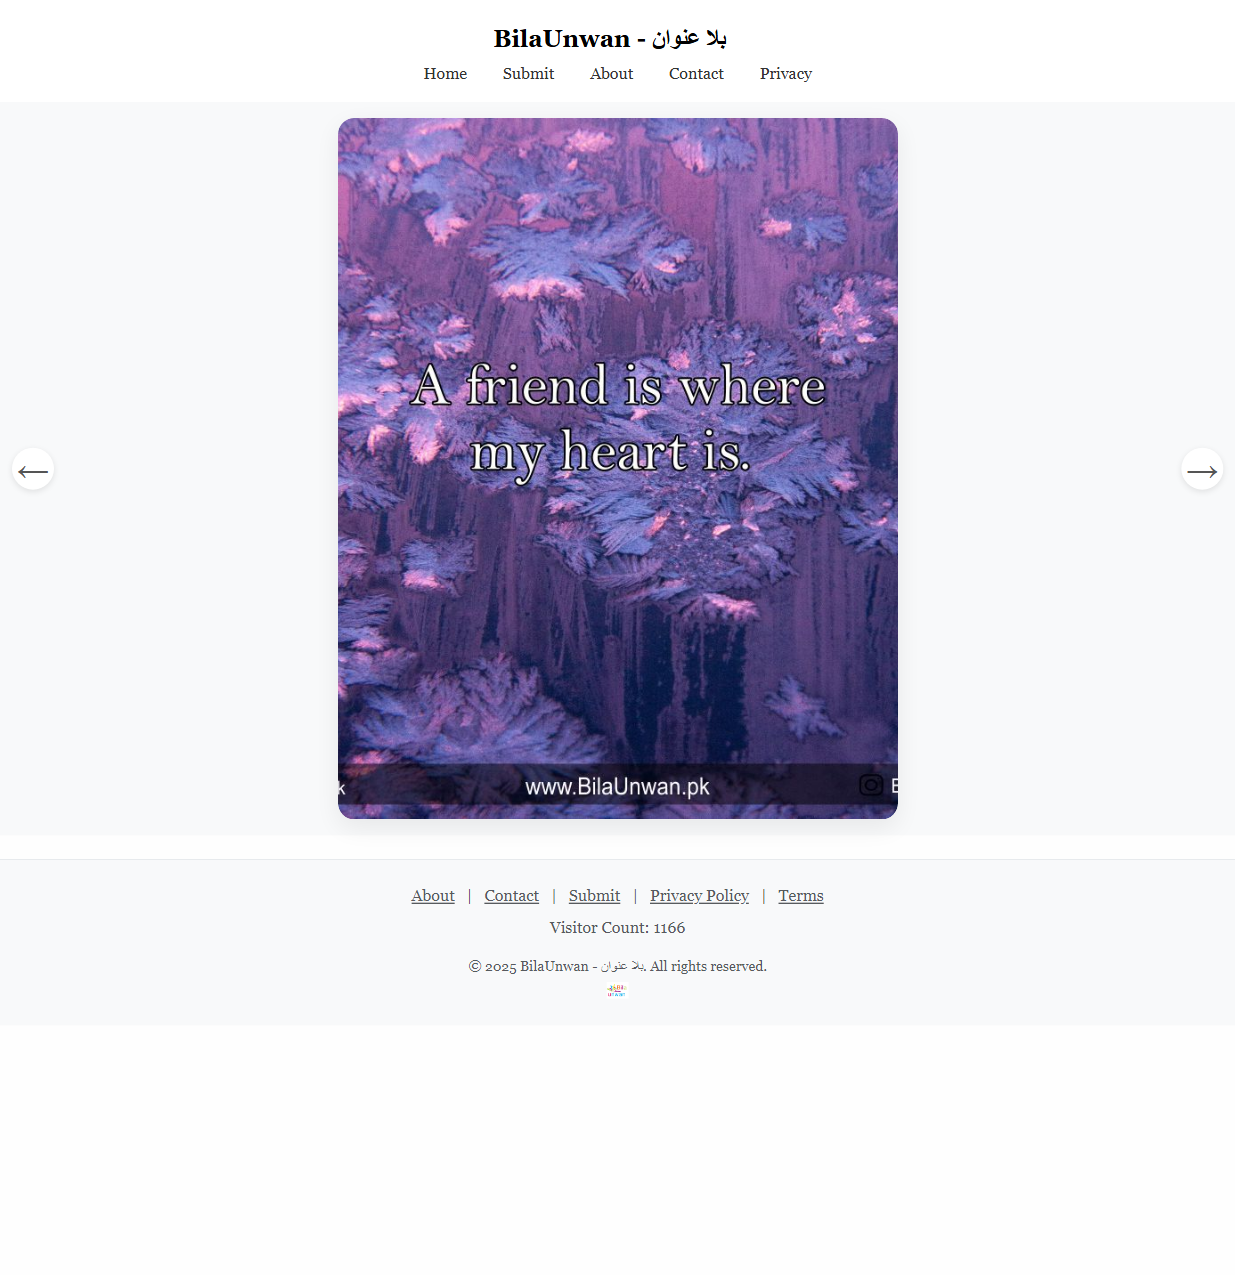 BilaUnwan - بلا عنوان
Home Submit About Contact Privacy
A friend is where
my heart is.
k www.BilaUnwan.pk
← →
About | Contact | Submit | Privacy Policy | Terms
Visitor Count: 1166
© 2025 BilaUnwan - بلا عنوان. All rights reserved.